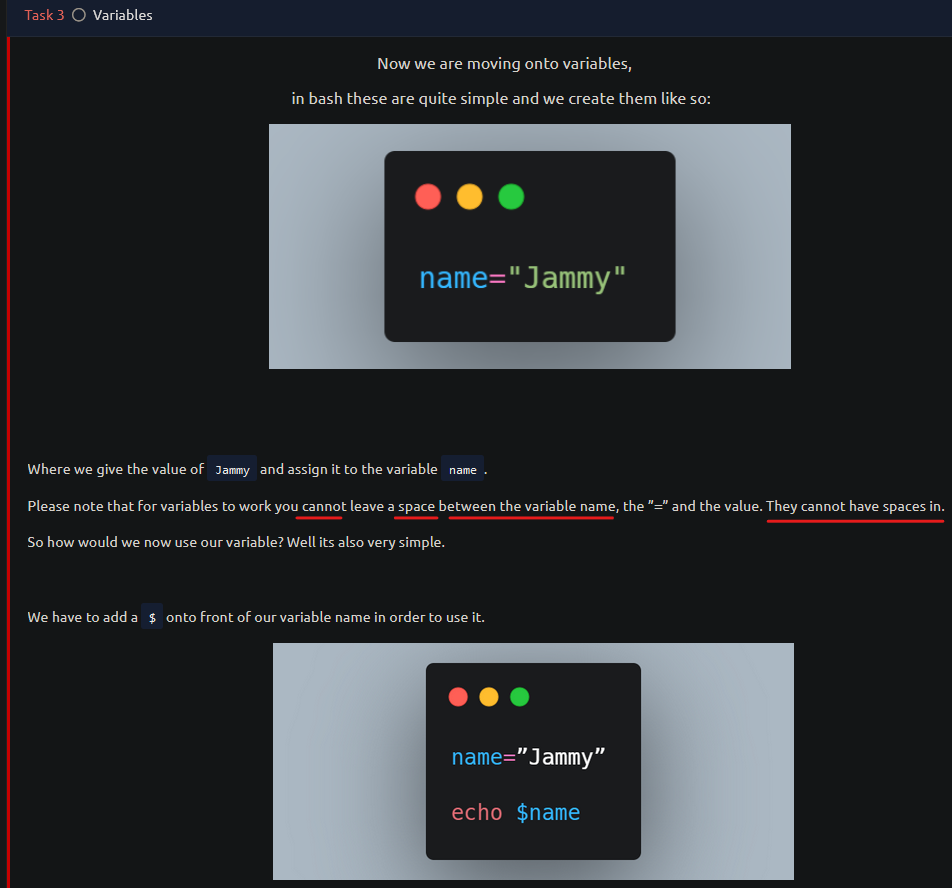 Task 3 Variables
Now we are moving onto variables,
in bash these are quite simple and we create them like so:
name="Jammy"
Where we give the value of Jammy and assign it to the variable name .
Please note that for variables to work you cannot leave a space between the variable name, the ”=” and the value. They cannot have spaces in.
So how would we now use our variable? Well its also very simple.
We have to add a $ onto front of our variable name in order to use it.
name=”Jammy”
echo $name